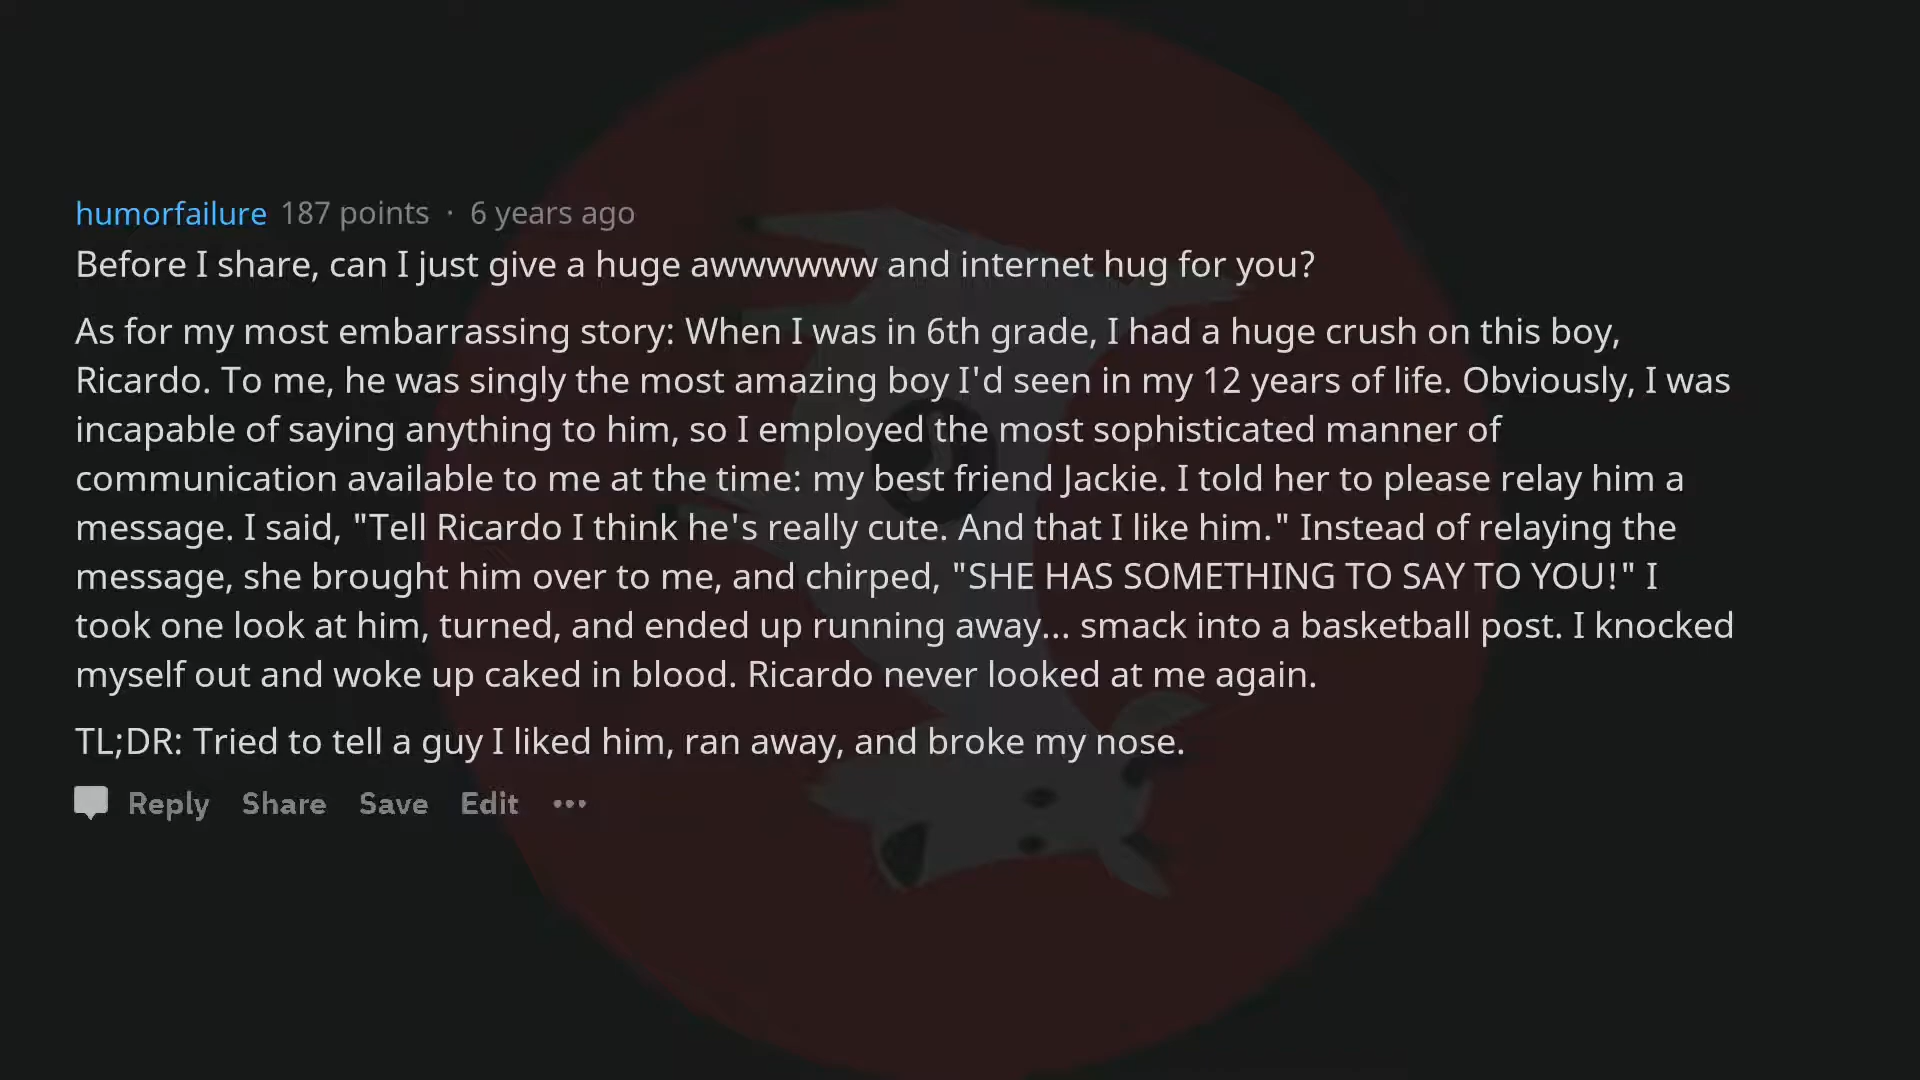 humorfailure 187 points · 6 years ago
Before I share, can I just give a huge awwwwww and internet hug for you?
As for my most embarrassing story: When I was in 6th grade, I had a huge crush on this boy,
Ricardo. To me, he was singly the most amazing boy I'd seen in my 12 years of life. Obviously, I was
incapable of saying anything to him, so I employed the most sophisticated manner of
communication available to me at the time: my best friend Jackie. I told her to please relay him a
message. I said, "Tell Ricardo I think he's really cute. And that I like him." Instead of relaying the
message, she brought him over to me, and chirped, "SHE HAS SOMETHING TO SAY TO YOU!" I
took one look at him, turned, and ended up running away... smack into a basketball post. I knocked
myself out and woke up caked in blood. Ricardo never looked at me again.
TL;DR: Tried to tell a guy I liked him, ran away, and broke my nose.
Reply Share Save Edit •••